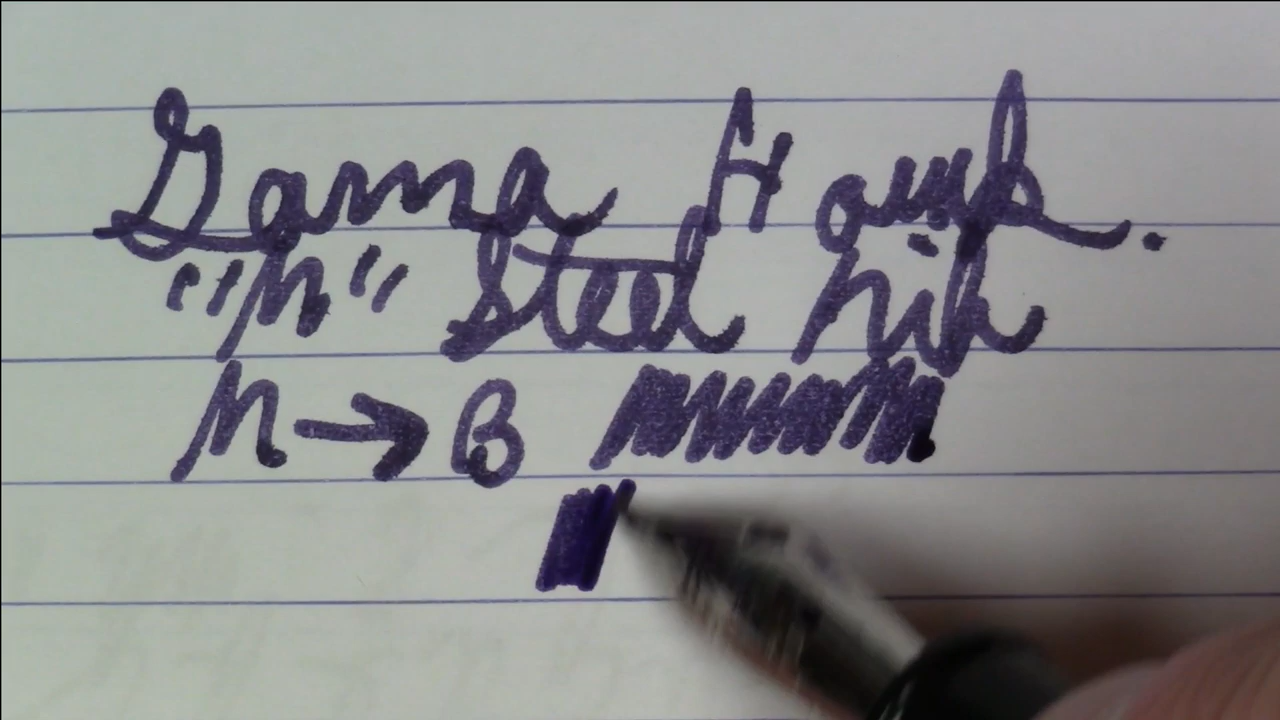 Gama Hawk.
"M" Steel nib
M → B